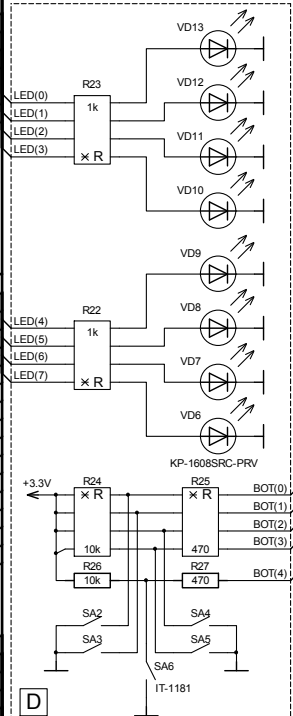 VD13
R23
LED(0)
1k
VD12
LED(1)
LED(2)
VD11
LED(3)
* R
VD10
VD9
R22
VD8
LED(4)
1k
LED(5)
LED(6)
VD7
LED(7)
* R
VD6
KP-1608SRC-PRV
+3.3V
R24
R25
* R
* R
BOT(0)
BOT(1)
BOT(2)
10k
470
BOT(3)
R26
R27
10k
470
BOT(4)
SA2
SA4
SA3
SA5
SA6
IT-1181
D